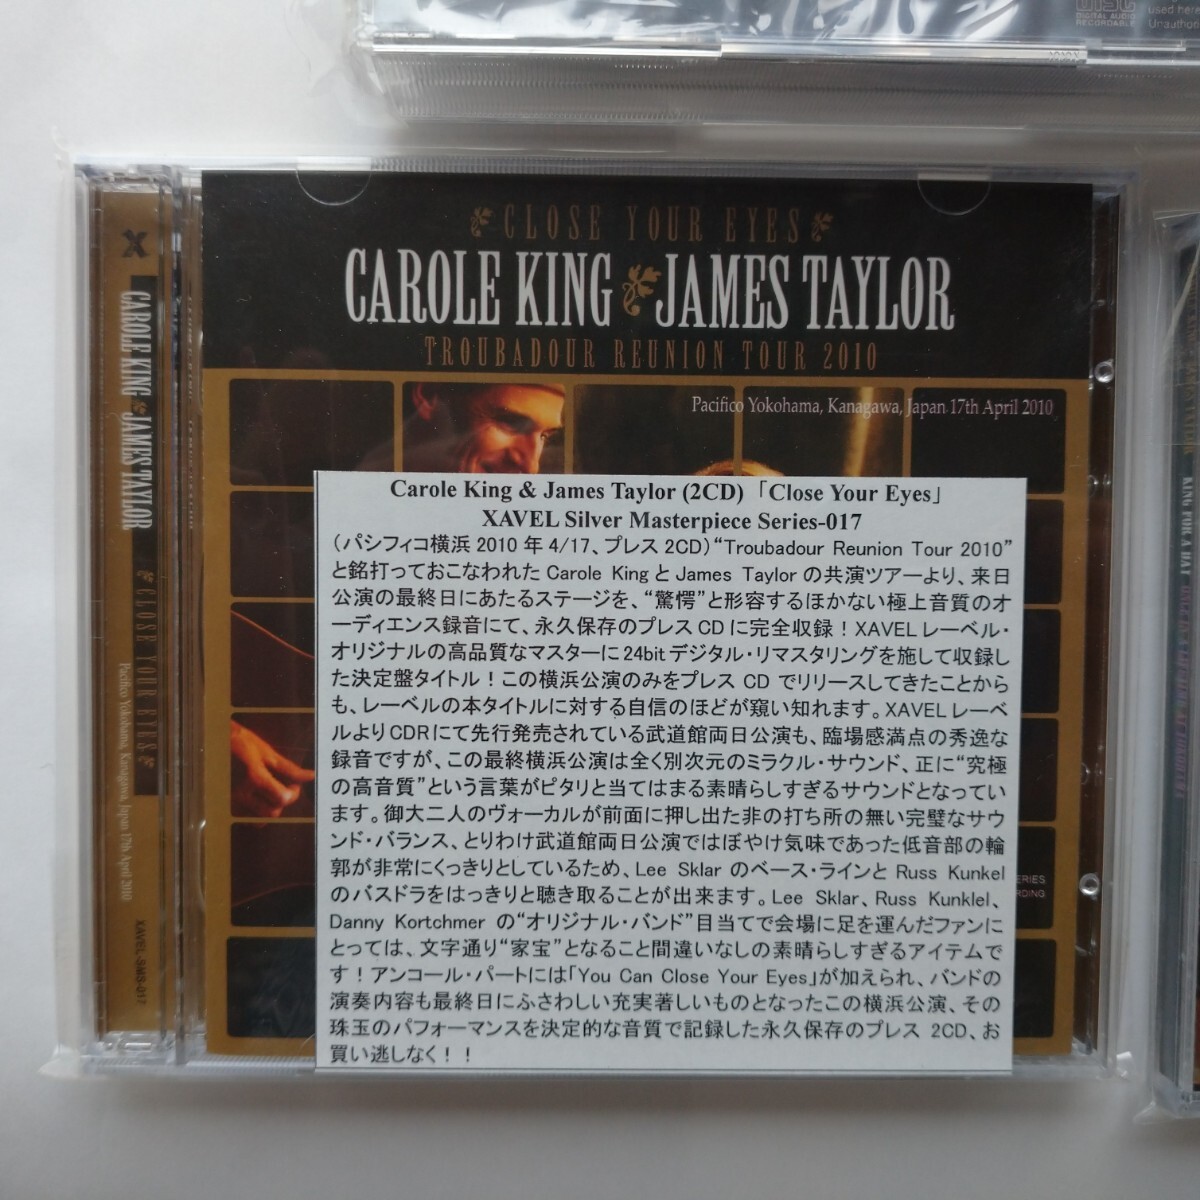 DIGITAL AUDIO
RECORDABLE
used here
Unautho
CLOSE YOUR EYES
CAROLE KING JAMES TAYLOR
TROUBADOUR REUNION TOUR 2010
Pacifico Yokohama, Kanagawa, Japan 17th April 2010
X
CAROLE KING JAMES TAYLOR
CLOSE YOUR EYES
Pacifico Yokohama, Kanagawa, Japan 17th April 2010
XAVEL-SMS-017
Carole King & James Taylor (2CD)「Close Your Eyes」
XAVEL Silver Masterpiece Series-017
（パシフィコ横浜 2010 年 4/17、プレス 2CD）“Troubadour Reunion Tour 2010”
と銘打っておこなわれた Carole King と James Taylor の共演ツアーより、来日
公演の最終日にあたるステージを、“驚愕”と形容するほかない極上音質のオ
ーディエンス録音にて、永久保存のプレス CD に完全収録！XAVEL レーベル・
オリジナルの高品質なマスターに 24bit デジタル・リマスタリングを施して収録し
た決定盤タイトル！この横浜公演のみをプレス CD でリリースしてきたことから
も、レーベルの本タイトルに対する自信のほどが窺い知れます。XAVEL レーベ
ルより CDR にて先行発売されている武道館両日公演も、臨場感満点の秀逸な
録音ですが、この最終横浜公演は全く別次元のミラクル・サウンド、正に“究極
の高音質”という言葉がピタリと当てはまる素晴らしすぎるサウンドとなってい
ます。御大二人のヴォーカルが前面に押し出た非の打ち所の無い完璧なサウ
ンド・バランス、とりわけ武道館両日公演ではぼやけ気味であった低音部の輪
郭が非常にくっきりとしているため、Lee Sklar のベース・ラインと Russ Kunkel
のバスドラをはっきりと聴き取ることが出来ます。Lee Sklar、Russ Kunklel、
Danny Kortchmer の“オリジナル・バンド”目当てで会場に足を運んだファンに
とっては、文字通り“家宝”となること間違いなしの素晴らしすぎるアイテムで
す！アンコール・パートには「You Can Close Your Eyes」が加えられ、バンドの
演奏内容も最終日にふさわしい充実著しいものとなったこの横浜公演、その
珠玉のパフォーマンスを決定的な音質で記録した永久保存のプレス 2CD、お
買い逃しなく！！
ERIES
RDING
KING FOR A DAY